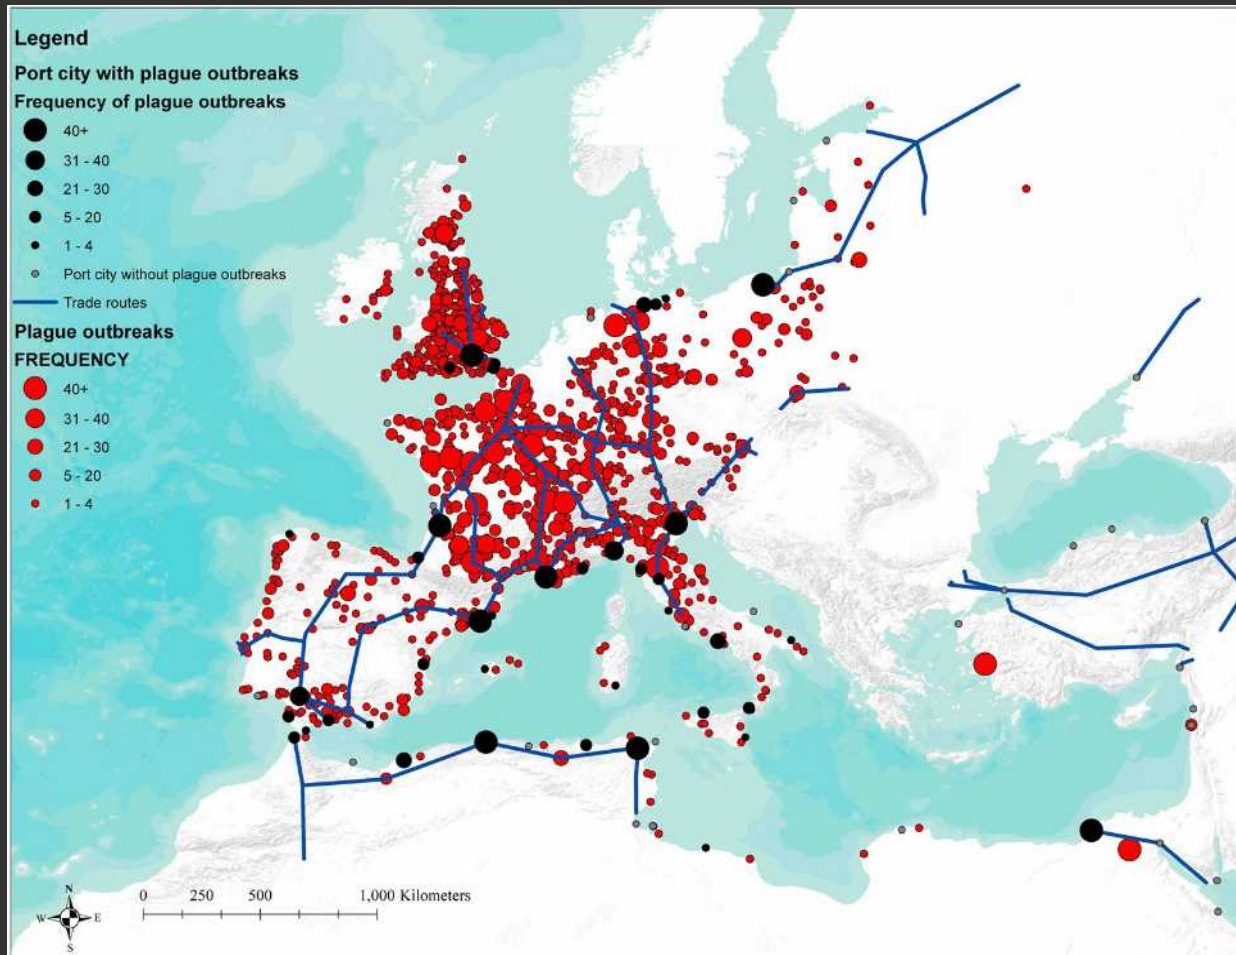 Legend
Port city with plague outbreaks
Frequency of plague outbreaks
40+
31 - 40
21 - 30
5 - 20
1 - 4
Port city without plague outbreaks
Trade routes
Plague outbreaks
FREQUENCY
40+
31 - 40
21 - 30
5 - 20
1 - 4
N
W E
S
0 250 500 1,000 Kilometers